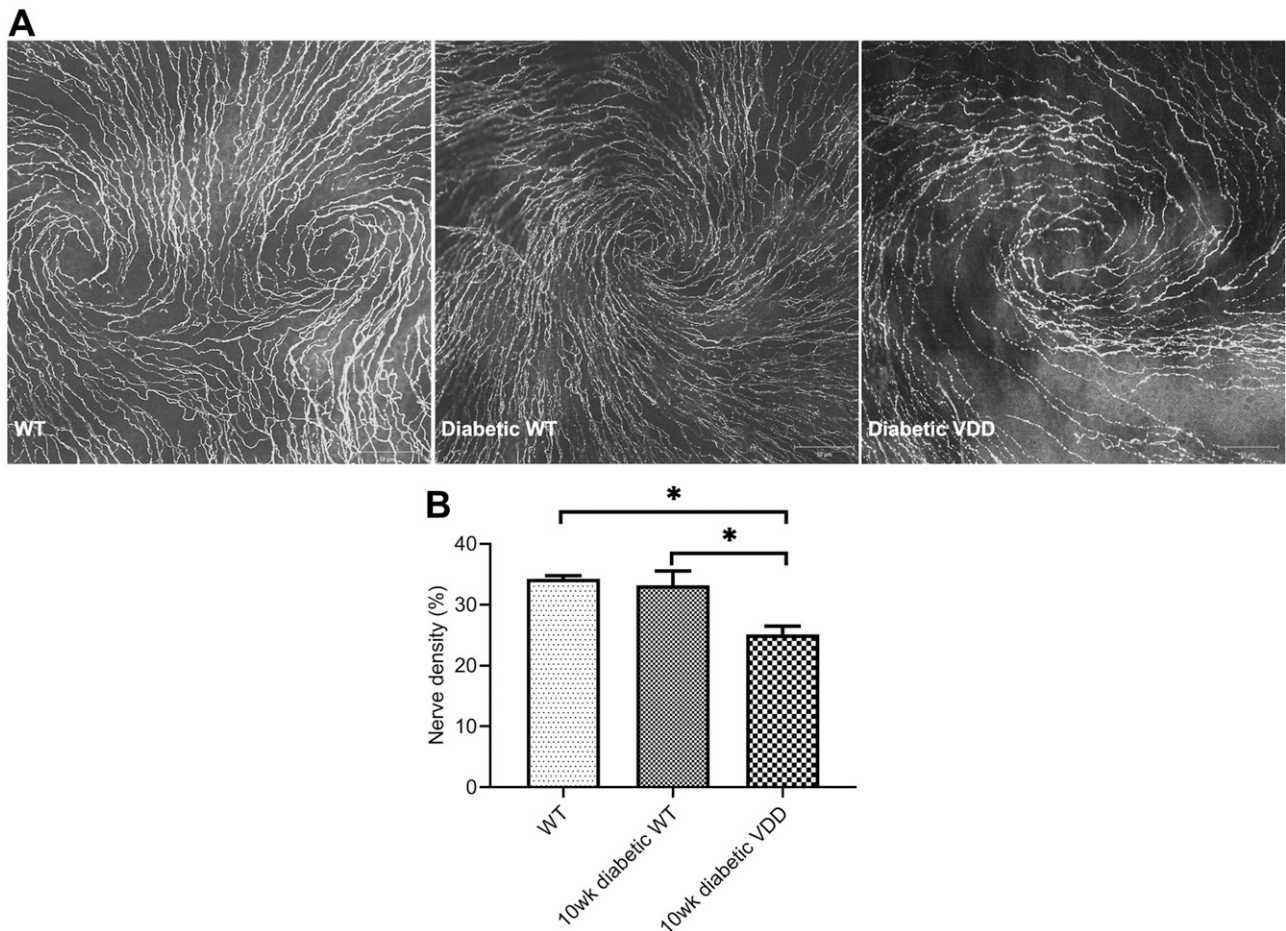 A
WT
Diabetic WT
Diabetic VDD
B
*
*
Nerve density (%)
40
30
20
10
0
WT
10wk diabetic WT
10wk diabetic VDD